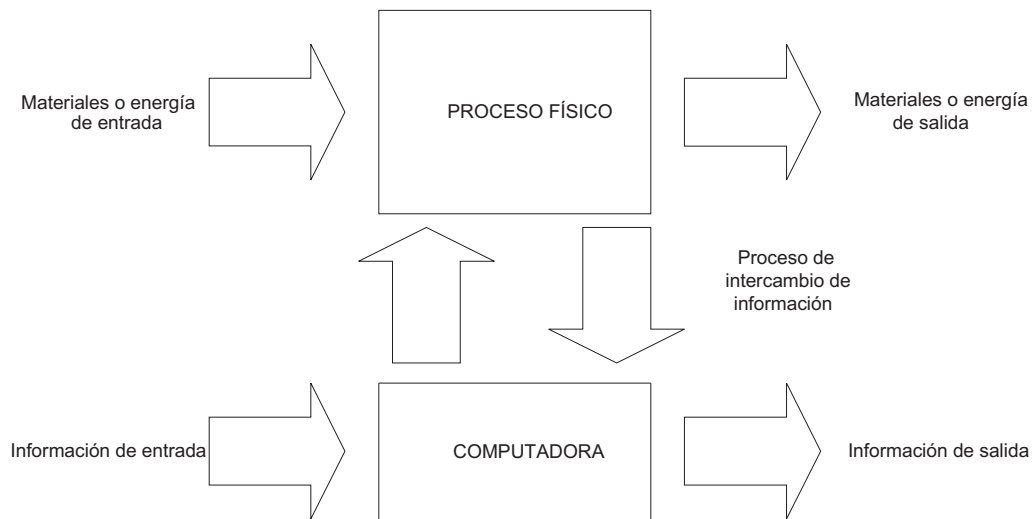 Materiales o energía
de entrada
PROCESO FÍSICO
Materiales o energía
de salida
Proceso de
intercambio de
información
Información de entrada
COMPUTADORA
Información de salida